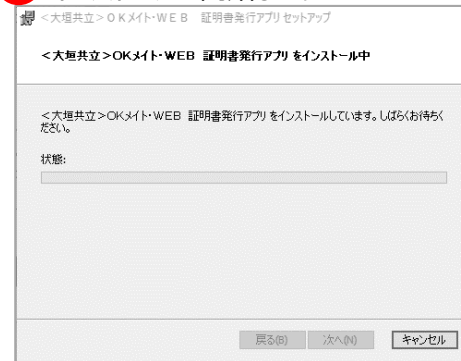 <大垣共立>OKメイト・WEB 証明書発行アプリ セットアップ
<大垣共立>OKメイト・WEB 証明書発行アプリ をインストール中
<大垣共立>OKメイト・WEB 証明書発行アプリ をインストールしています。しばらくお待ちく
ださい。
状態:
戻る(B) 次へ(N) キャンセル